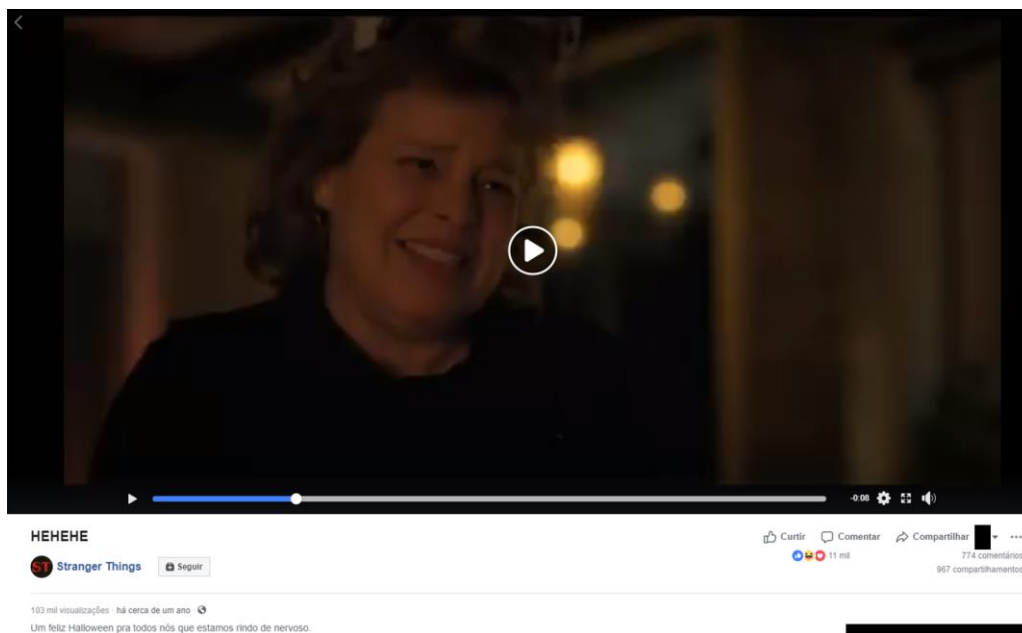 -0:08
HEHEHE
Curtir Comentar Compartilhar
ST Stranger Things Seguir
11 mil 774 comentários
967 compartilhamentos
103 mil visualizações · há cerca de um ano ·
Um feliz Halloween pra todos nós que estamos rindo de nervoso.